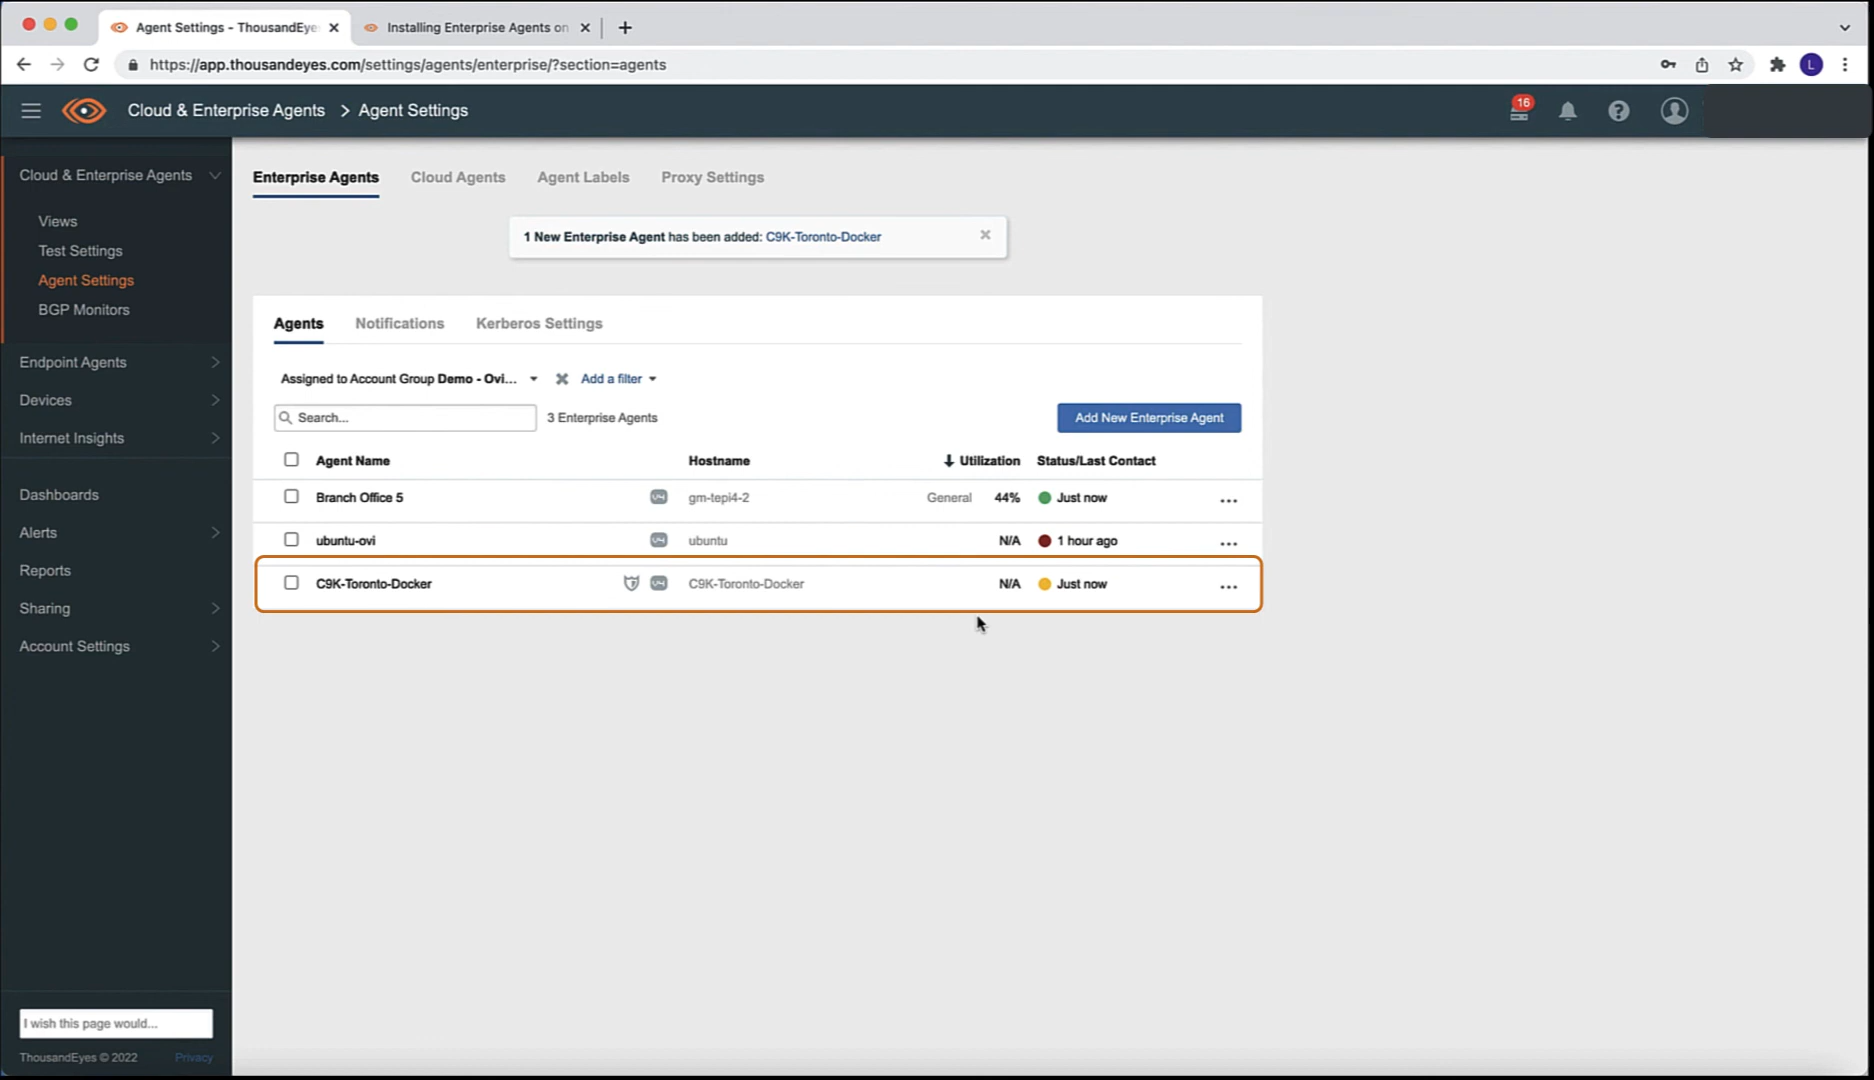 Agent Settings - ThousandEye
Installing Enterprise Agents on
https://app.thousandeyes.com/settings/agents/enterprise/?section=agents
L
Cloud & Enterprise Agents > Agent Settings
16
Cloud & Enterprise Agents
Views
Test Settings
Agent Settings
BGP Monitors
Endpoint Agents
Devices
Internet Insights
Dashboards
Alerts
Reports
Sharing
Account Settings
I wish this page would...
ThousandEyes © 2022 Privacy
Enterprise Agents Cloud Agents Agent Labels Proxy Settings
1 New Enterprise Agent has been added: C9K-Toronto-Docker
Agents Notifications Kerberos Settings
Assigned to Account Group Demo - Ovi... Add a filter
Search... 3 Enterprise Agents Add New Enterprise Agent
Agent Name Hostname Utilization Status/Last Contact
Branch Office 5 V4 gm-tepi4-2 General 44% Just now ...
ubuntu-ovi V4 ubuntu N/A 1 hour ago ...
C9K-Toronto-Docker V4 C9K-Toronto-Docker N/A Just now ...